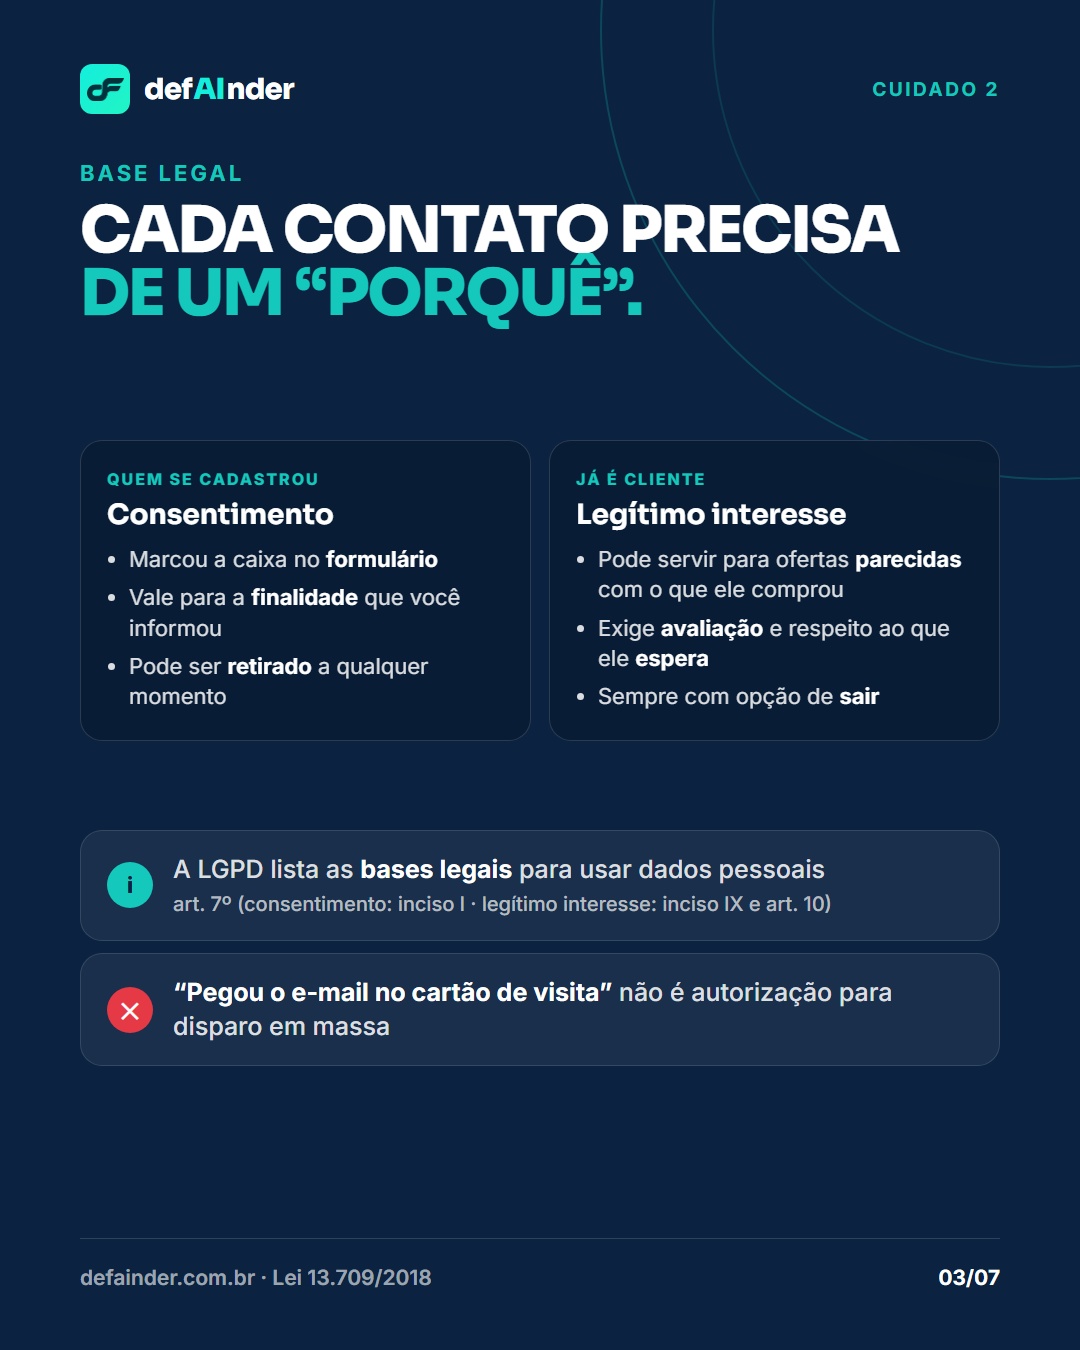 defAInder
CUIDADO 2
BASE LEGAL
CADA CONTATO PRECISA
DE UM “PORQUÊ”.
QUEM SE CADASTROU
Consentimento
• Marcou a caixa no formulário
• Vale para a finalidade que você
informou
• Pode ser retirado a qualquer
momento
JÁ É CLIENTE
Legítimo interesse
• Pode servir para ofertas parecidas
com o que ele comprou
• Exige avaliação e respeito ao que
ele espera
• Sempre com opção de sair
i
A LGPD lista as bases legais para usar dados pessoais
art. 7º (consentimento: inciso I · legítimo interesse: inciso IX e art. 10)
“Pegou o e-mail no cartão de visita” não é autorização para
disparo em massa
defainder.com.br · Lei 13.709/2018
03/07